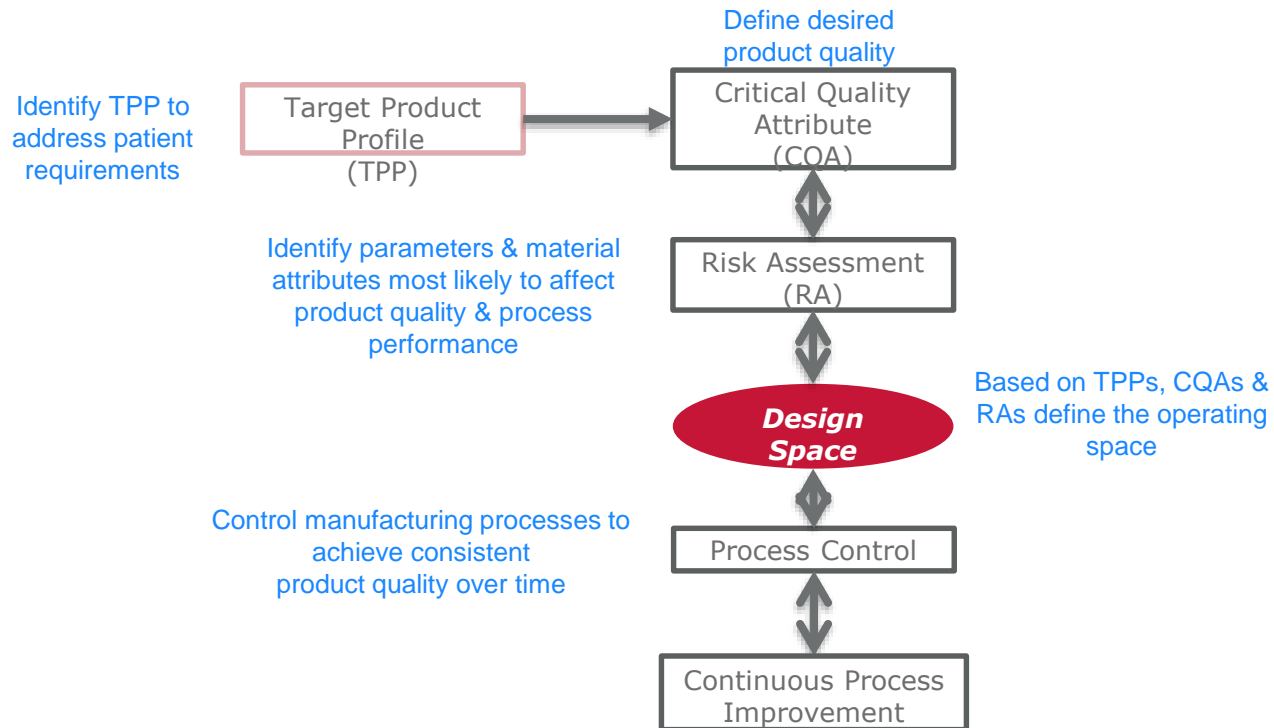 Define desired
product quality
Identify TPP to
address patient
requirements
Target Product
Profile
(TPP)
Critical Quality
Attribute
(CQA)
Identify parameters & material
attributes most likely to affect
product quality & process
performance
Risk Assessment
(RA)
Based on TPPs, CQAs &
RAs define the operating
space
Design
Space
Control manufacturing processes to
achieve consistent
product quality over time
Process Control
Continuous Process
Improvement